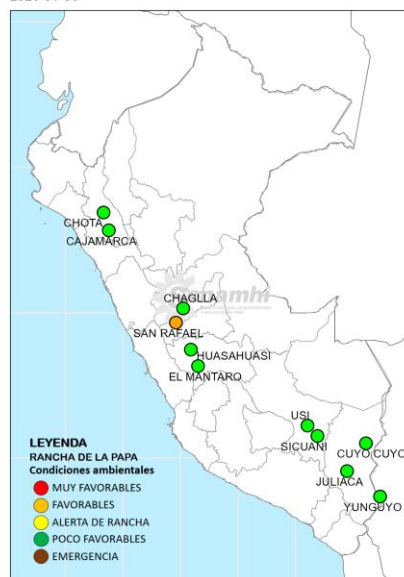 CHOTA
CAJAMARCA
Senamhi
CHAGLLA
SAN RAFAEL
HUASAHUASI
EL MANTARO
USI
SICUANI
CUYO CUYO
JULIACA
YUNGUYO
LEYENDA
RANCHA DE LA PAPA
Condiciones ambientales
MUY FAVORABLES
FAVORABLES
ALERTA DE RANCHA
POCO FAVORABLES
EMERGENCIA